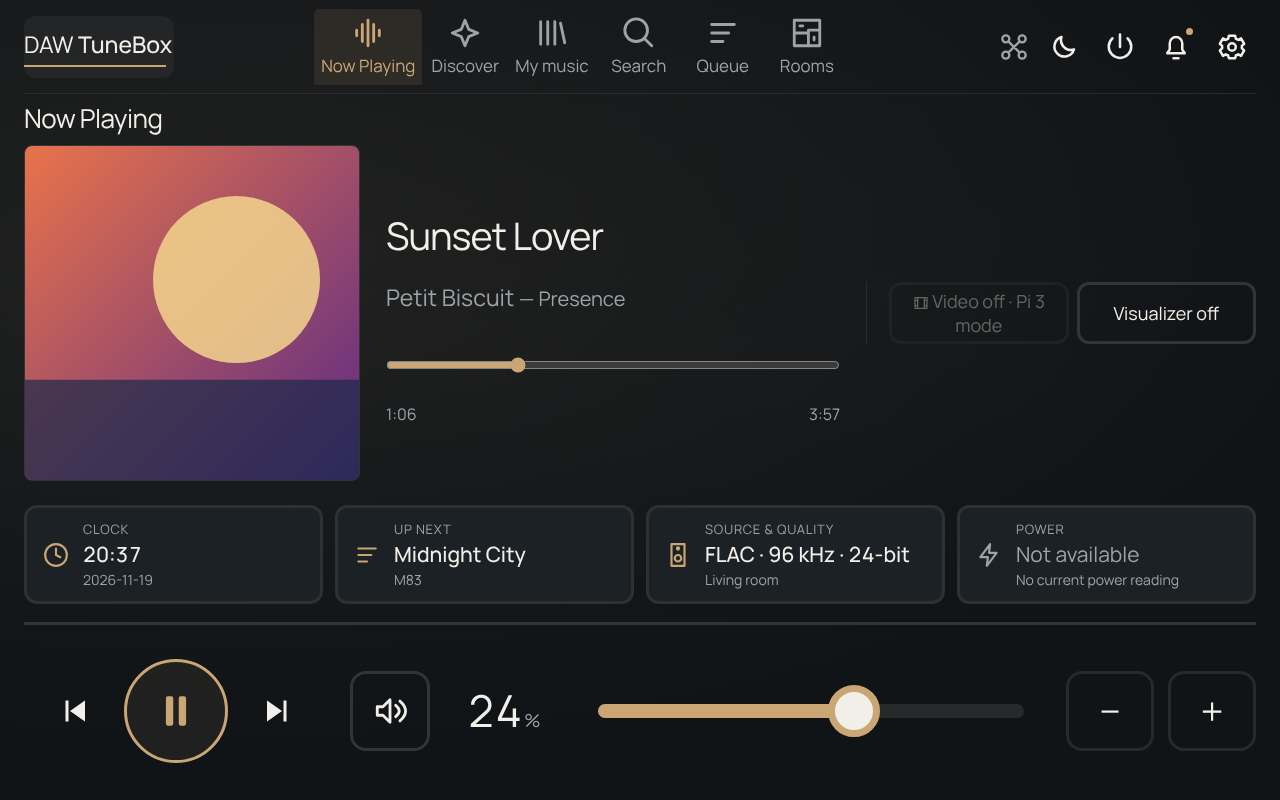 DAW TuneBox
Now Playing
Discover
My music
Search
Queue
Rooms
Now Playing
Sunset Lover
Petit Biscuit — Presence
Video off · Pi 3
mode
Visualizer off
1:06
3:57
CLOCK
20:37
2026-11-19
UP NEXT
Midnight City
M83
SOURCE & QUALITY
FLAC · 96 kHz · 24-bit
Living room
POWER
Not available
No current power reading
24%